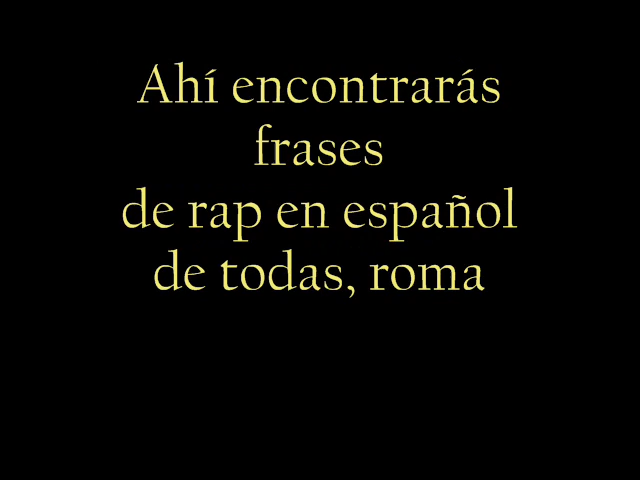 Ahí encontrarás
frases
de rap en español
de todas, roma